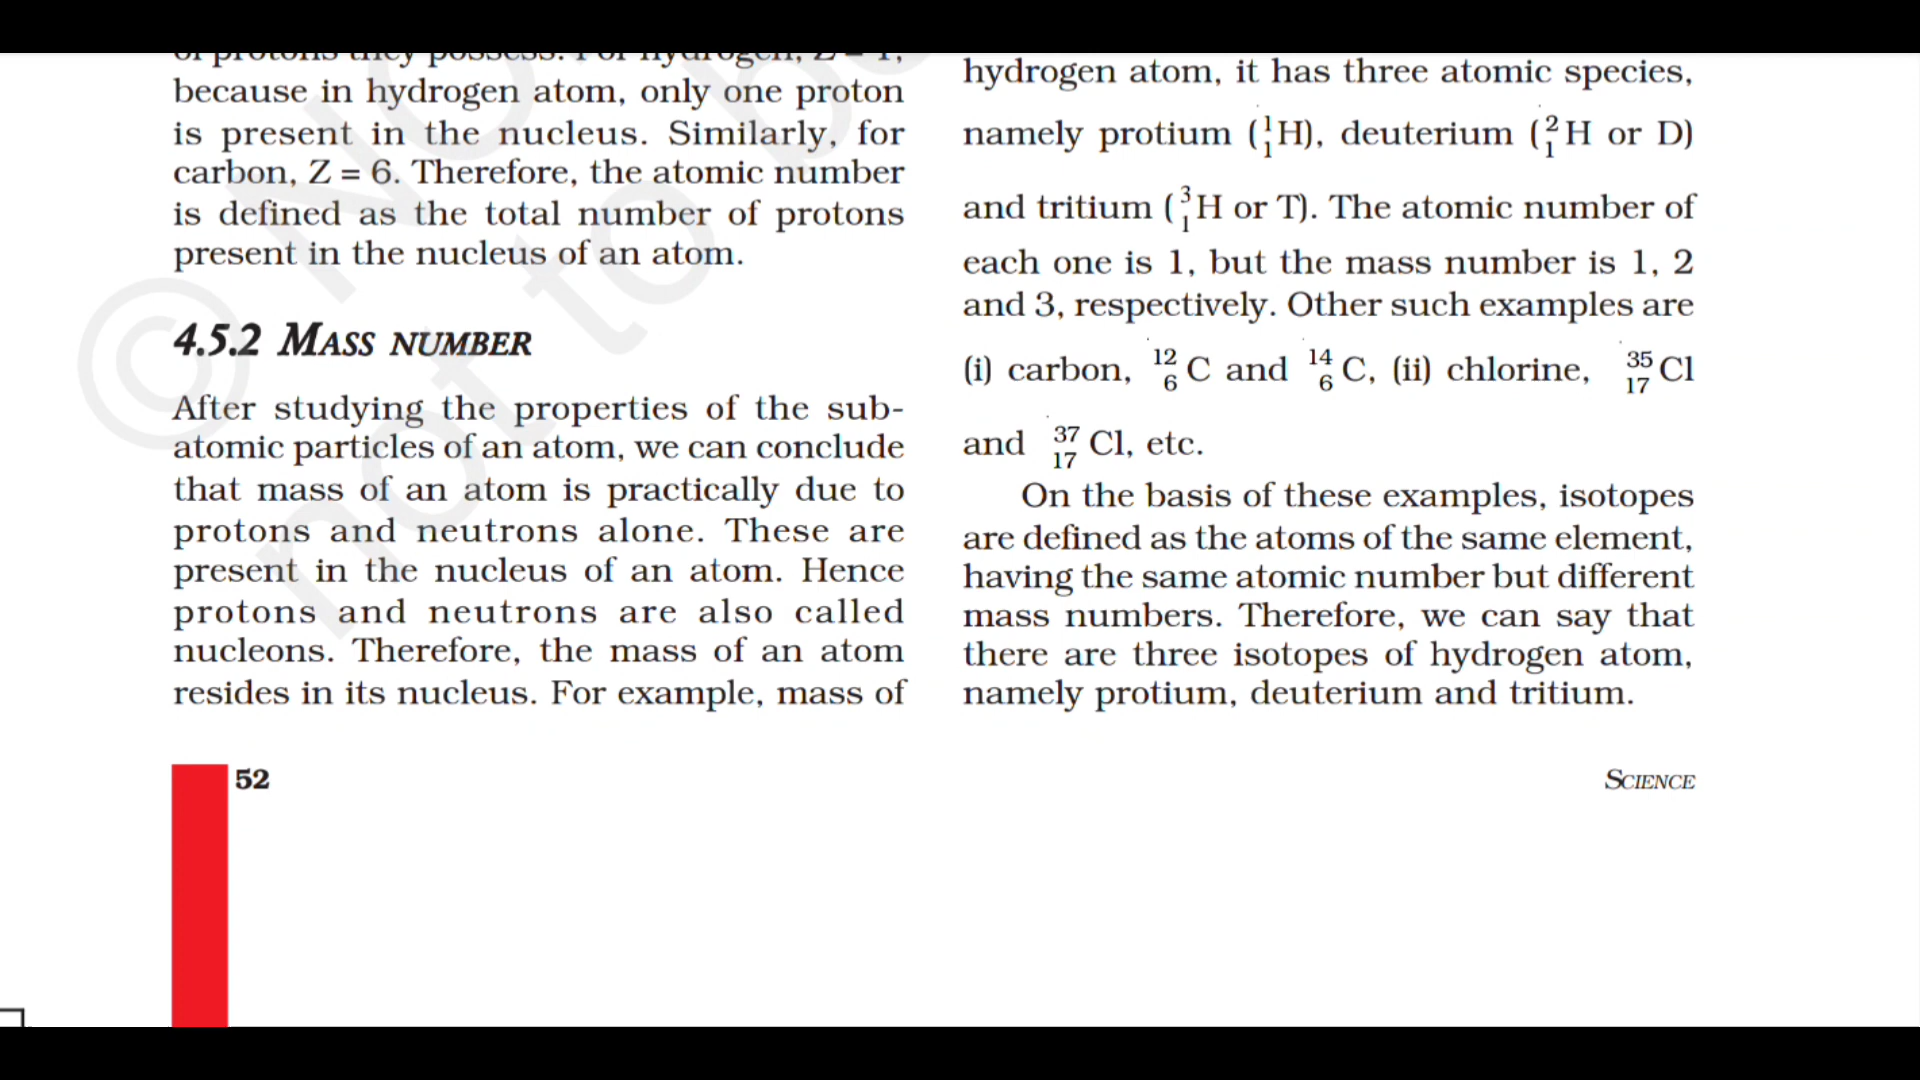 of protons they possess. For hydrogen, Z = 1,
because in hydrogen atom, only one proton
is present in the nucleus. Similarly, for
carbon, Z = 6. Therefore, the atomic number
is defined as the total number of protons
present in the nucleus of an atom.
4.5.2 MASS NUMBER
After studying the properties of the sub-
atomic particles of an atom, we can conclude
that mass of an atom is practically due to
protons and neutrons alone. These are
present in the nucleus of an atom. Hence
protons and neutrons are also called
nucleons. Therefore, the mass of an atom
resides in its nucleus. For example, mass of
hydrogen atom, it has three atomic species,
namely protium (¹₁H), deuterium (²₁H or D)
and tritium (³₁H or T). The atomic number of
each one is 1, but the mass number is 1, 2
and 3, respectively. Other such examples are
(i) carbon, ¹²₆C and ¹⁴₆C, (ii) chlorine, ³⁵₁₇Cl
and ³⁷₁₇Cl, etc.
On the basis of these examples, isotopes
are defined as the atoms of the same element,
having the same atomic number but different
mass numbers. Therefore, we can say that
there are three isotopes of hydrogen atom,
namely protium, deuterium and tritium.
52
SCIENCE
© 
not to be